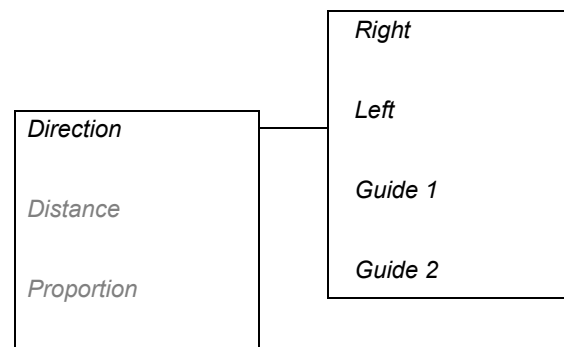 Right
Left
Guide 1
Guide 2
Direction
Distance
Proportion